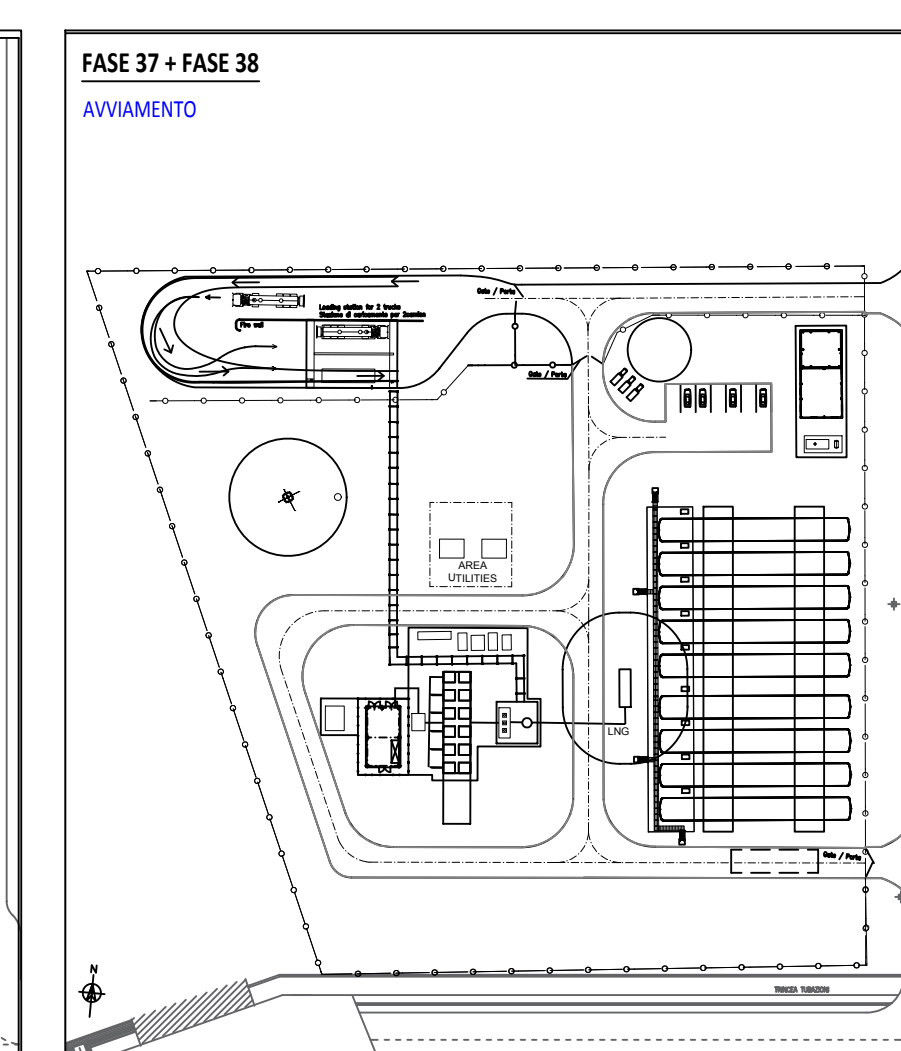 FASE 37 + FASE 38
AVVIAMENTO
Gate / Porta
Loading station for 2 trucks
Stazione di caricamento per 2camion
Fire wall
Gate / Porta
AREA
UTILITIES
LNG
Gate / Porta
N
TRINCEA TUBAZIONI